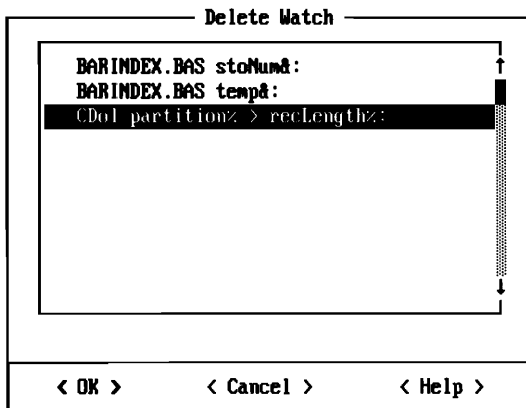 Delete Watch
BARINDEX.BAS stoNum&:
BARINDEX.BAS temp&:
CDol partition% > recLength%:
< OK > < Cancel > < Help >